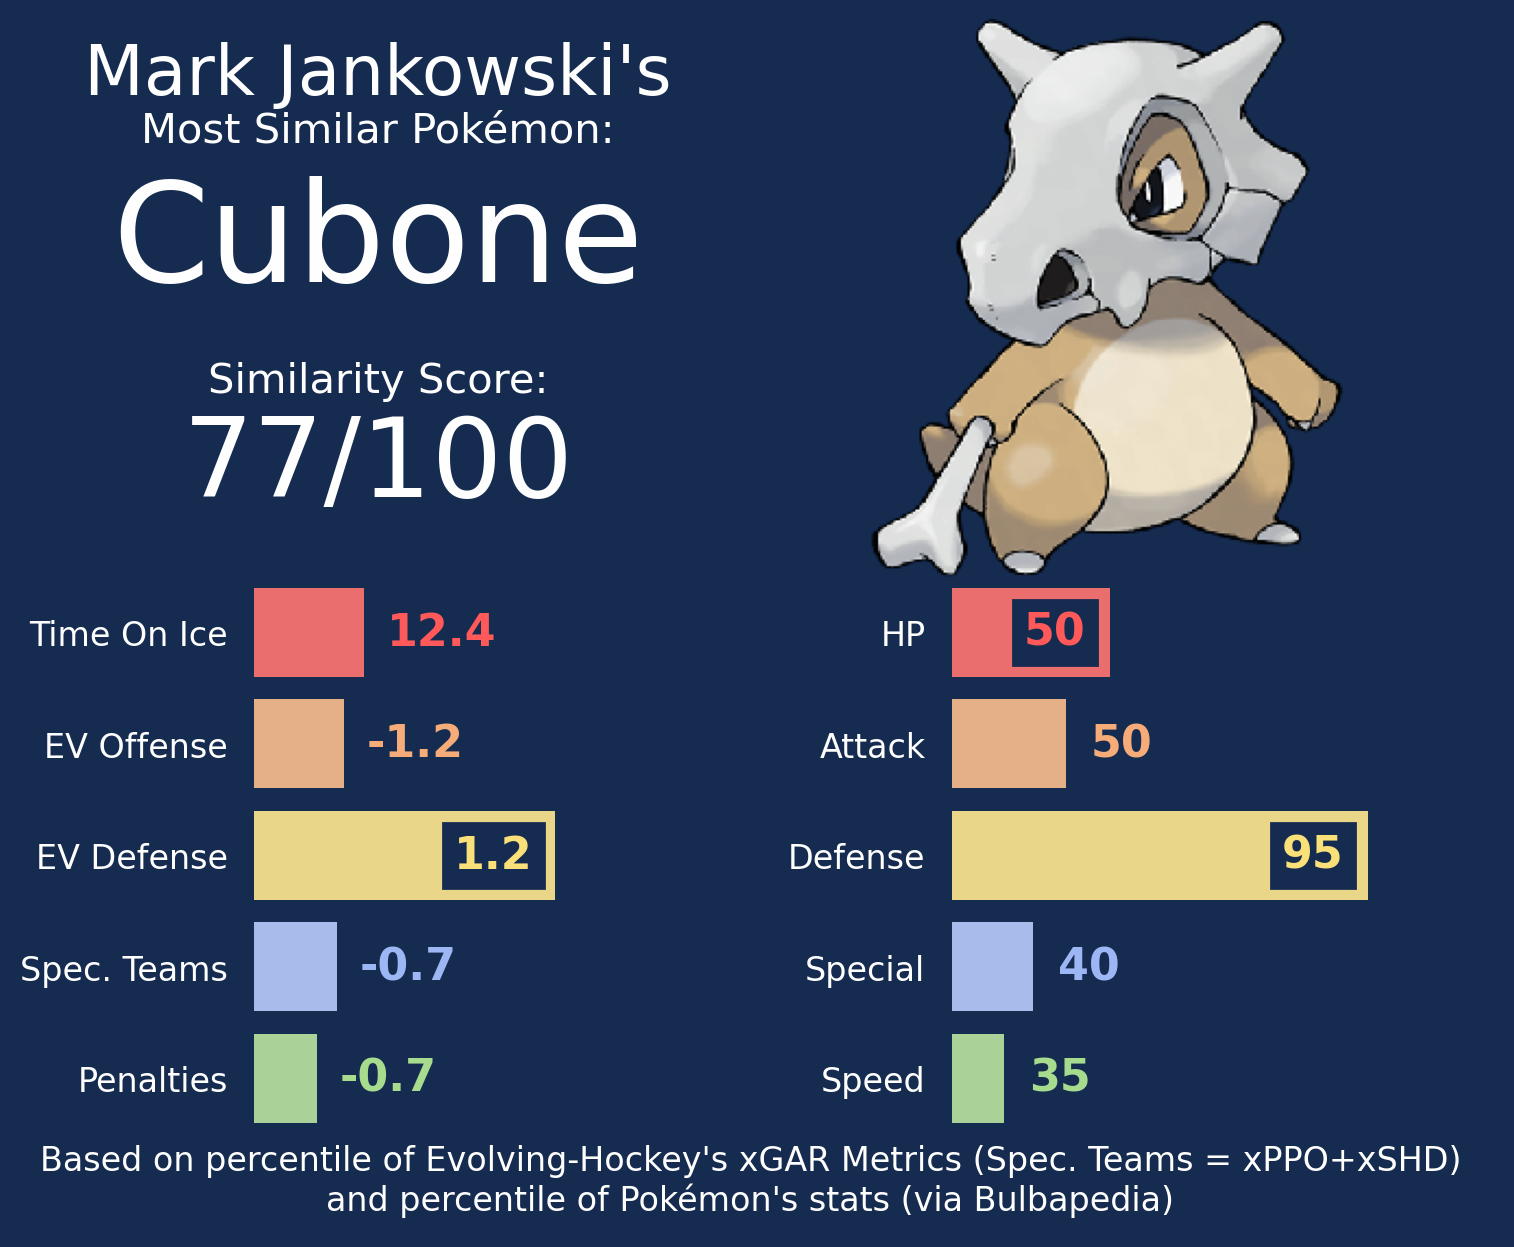 Mark Jankowski's
Most Similar Pokémon:
Cubone
Similarity Score:
77/100
Time On Ice 12.4
EV Offense -1.2
EV Defense 1.2
Spec. Teams -0.7
Penalties -0.7
HP 50
Attack 50
Defense 95
Special 40
Speed 35
Based on percentile of Evolving-Hockey's xGAR Metrics (Spec. Teams = xPPO+xSHD)
and percentile of Pokémon's stats (via Bulbapedia)